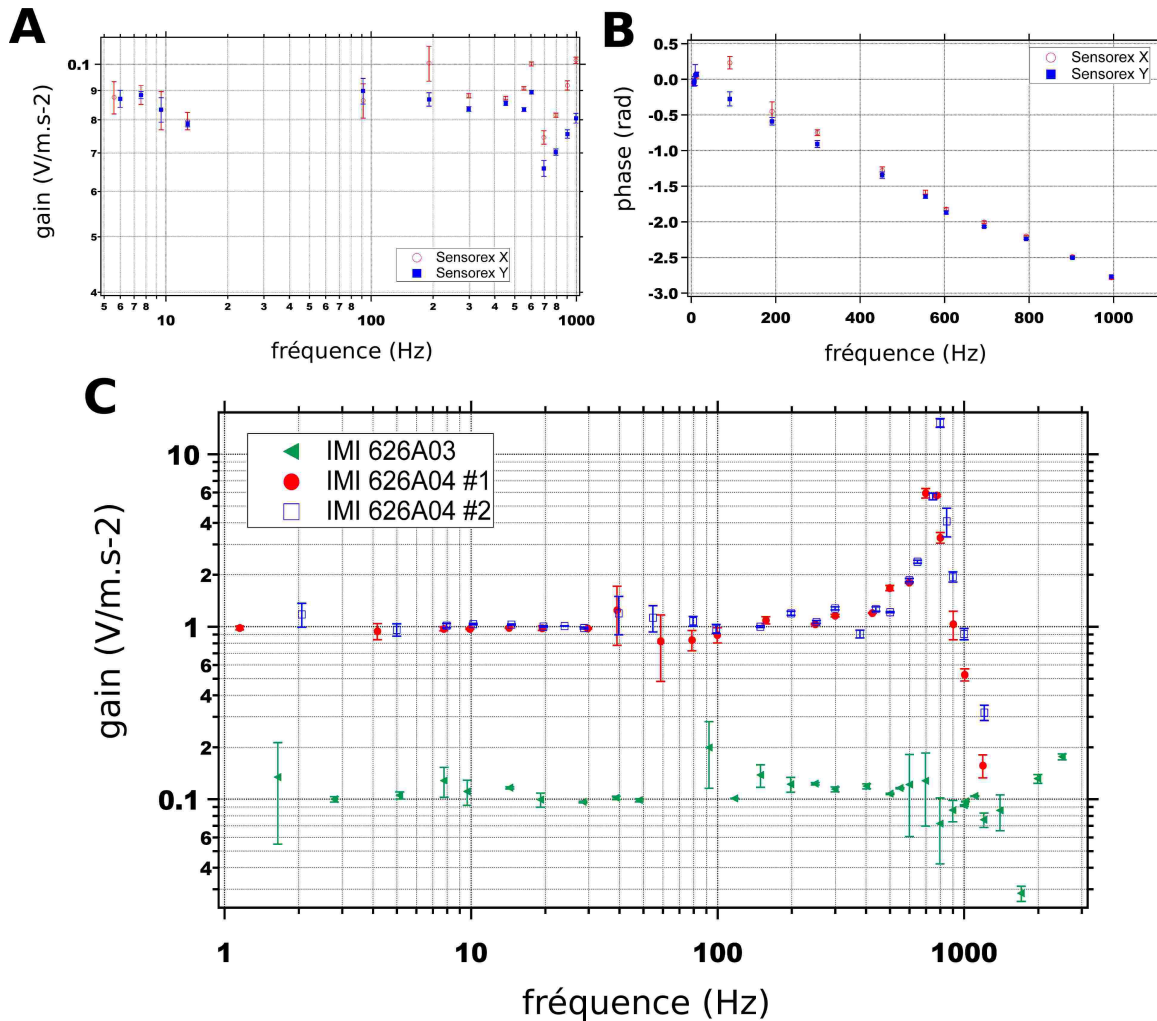 A
gain (V/m.s-2)
0.1
9
8
7
6
5
4
Sensorex X
Sensorex Y
5 6 7 8 10 2 3 4 5 6 7 8 100 2 3 4 5 6 7 8 1000
fréquence (Hz)
B
phase (rad)
0.5
0.0
-0.5
-1.0
-1.5
-2.0
-2.5
-3.0
Sensorex X
Sensorex Y
0 200 400 600 800 1000
fréquence (Hz)
C
gain (V/m.s-2)
10
6
4
2
1
6
4
2
0.1
4
IMI 626A03
IMI 626A04 #1
IMI 626A04 #2
1 10 100 1000
fréquence (Hz)